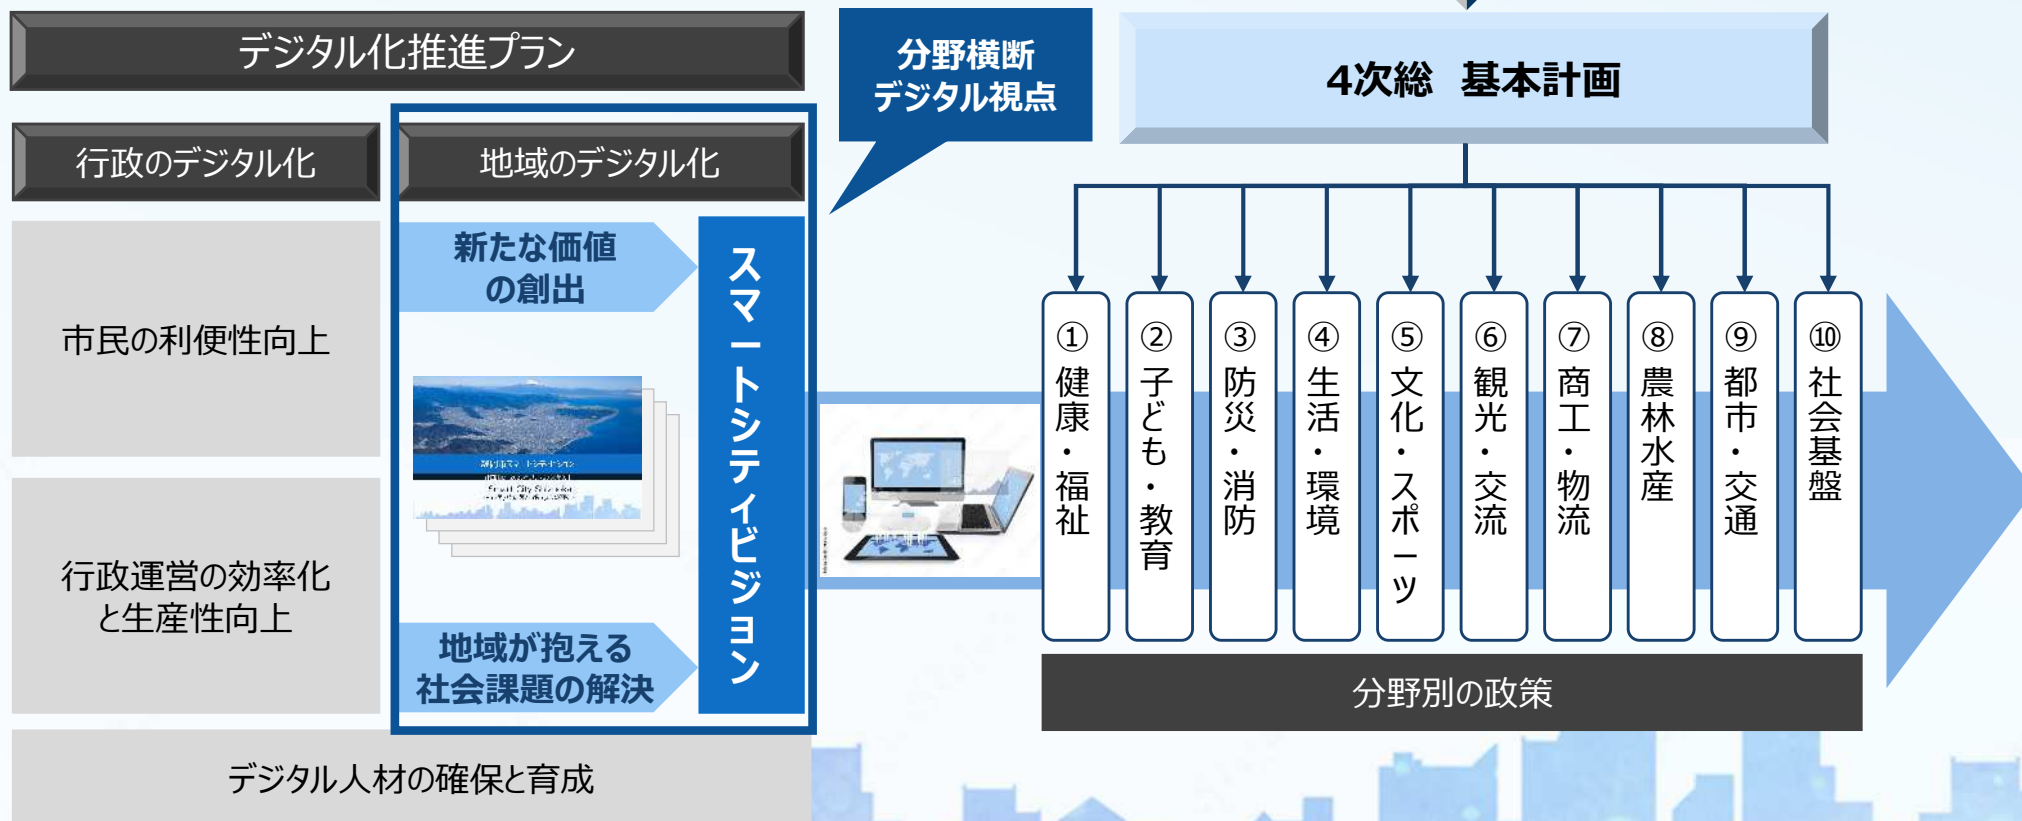 デジタル化推進プラン
行政のデジタル化
地域のデジタル化
市民の利便性向上
行政運営の効率化
と生産性向上
新たな価値
の創出
地域が抱える
社会課題の解決
スマートシティビジョン
デジタル人材の確保と育成
分野横断
デジタル視点
4次総 基本計画
①健康・福祉
②子ども・教育
③防災・消防
④生活・環境
⑤文化・スポーツ
⑥観光・交流
⑦商工・物流
⑧農林水産
⑨都市・交通
⑩社会基盤
分野別の政策